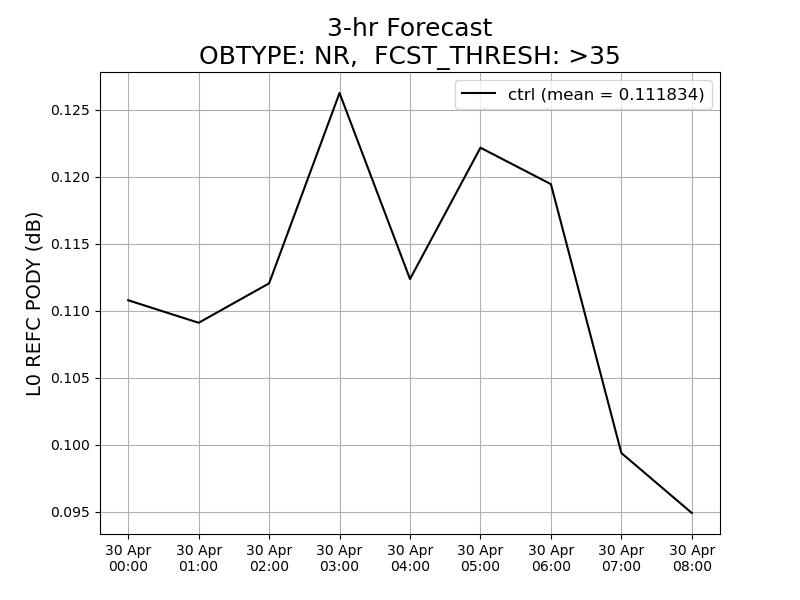 3-hr Forecast
OBTYPE: NR,  FCST_THRESH: >35
ctrl (mean = 0.111834)
L0 REFC PODY (dB)
0.125
0.120
0.115
0.110
0.105
0.100
0.095
30 Apr 30 Apr 30 Apr 30 Apr 30 Apr 30 Apr 30 Apr 30 Apr 30 Apr
00:00 01:00 02:00 03:00 04:00 05:00 06:00 07:00 08:00